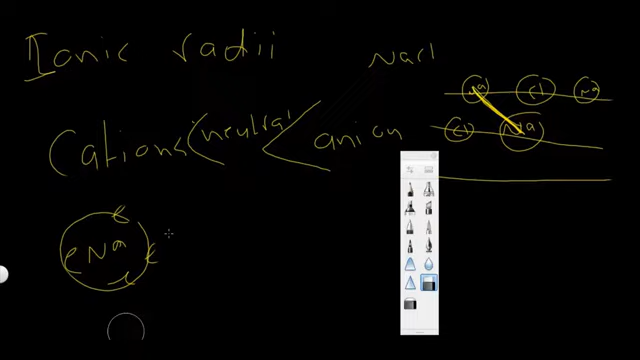 Ionic radii
NaCl
Na Cl Na
Cations < neutral < anion
Cl Na
Na